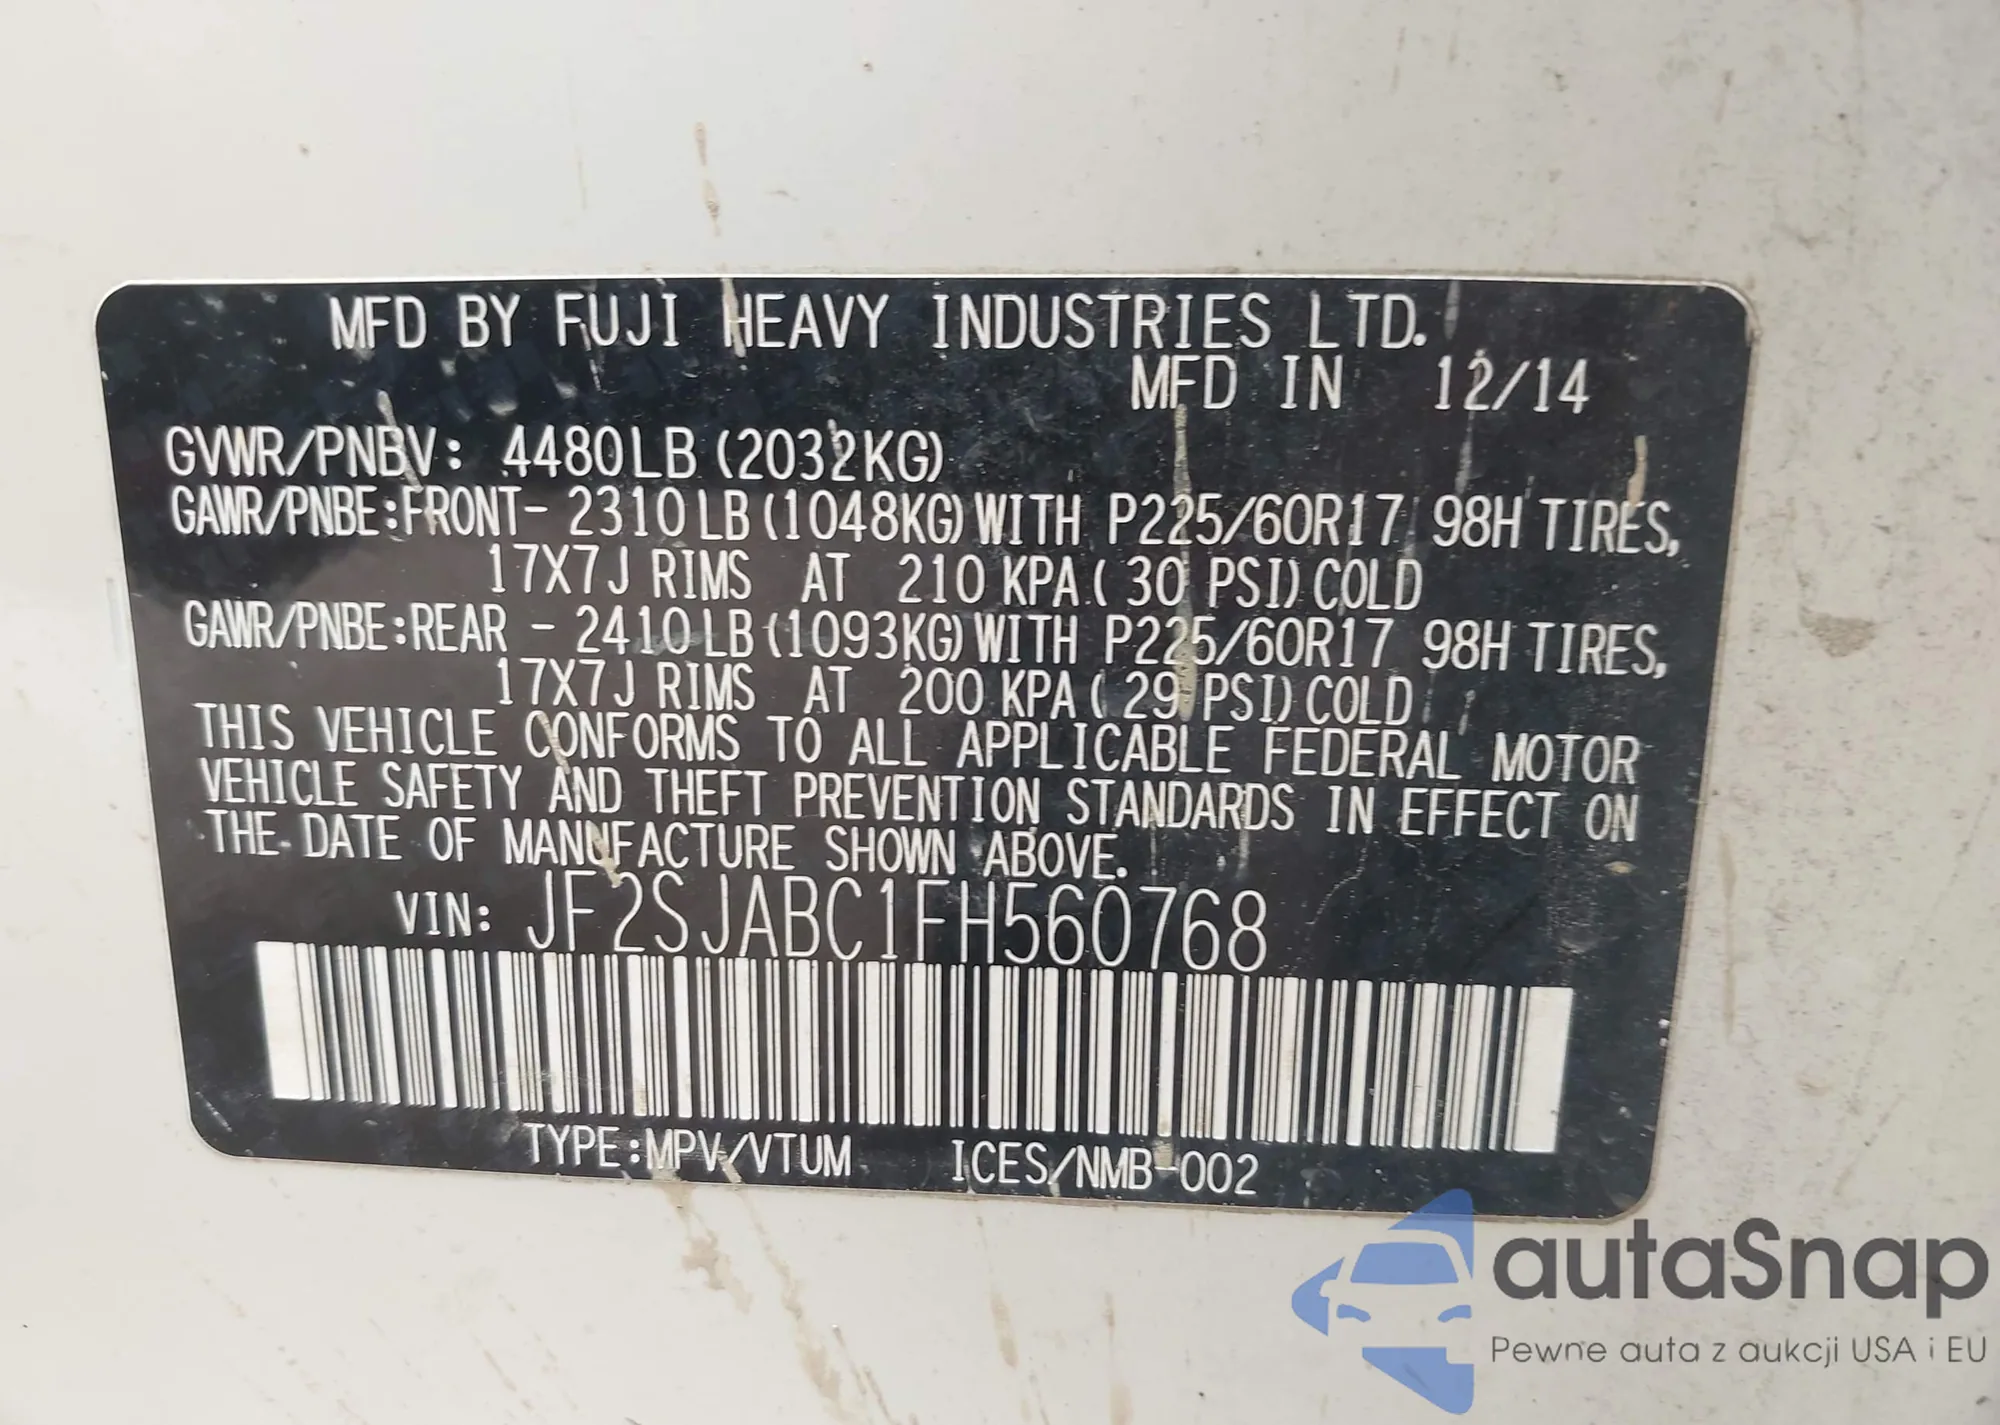 MFD BY FUJI HEAVY INDUSTRIES LTD.
MFD IN 12/14
GVWR/PNBV: 4480LB (2032KG)
GAWR/PNBE:FRONT- 2310LB(1048KG)WITH P225/60R17 98H TIRES,
17X7J RIMS AT 210 KPA( 30 PSI)COLD
GAWR/PNBE:REAR - 2410LB(1093KG)WITH P225/60R17 98H TIRES,
17X7J RIMS AT 200 KPA( 29 PSI)COLD
THIS VEHICLE CONFORMS TO ALL APPLICABLE FEDERAL MOTOR
VEHICLE SAFETY AND THEFT PREVENTION STANDARDS IN EFFECT ON
THE DATE OF MANUFACTURE SHOWN ABOVE.
VIN: JF2SJABC1FH560768
TYPE:MPV/VTUM ICES/NMB-002
autaSnap
Pewne auta z aukcji USA i EU